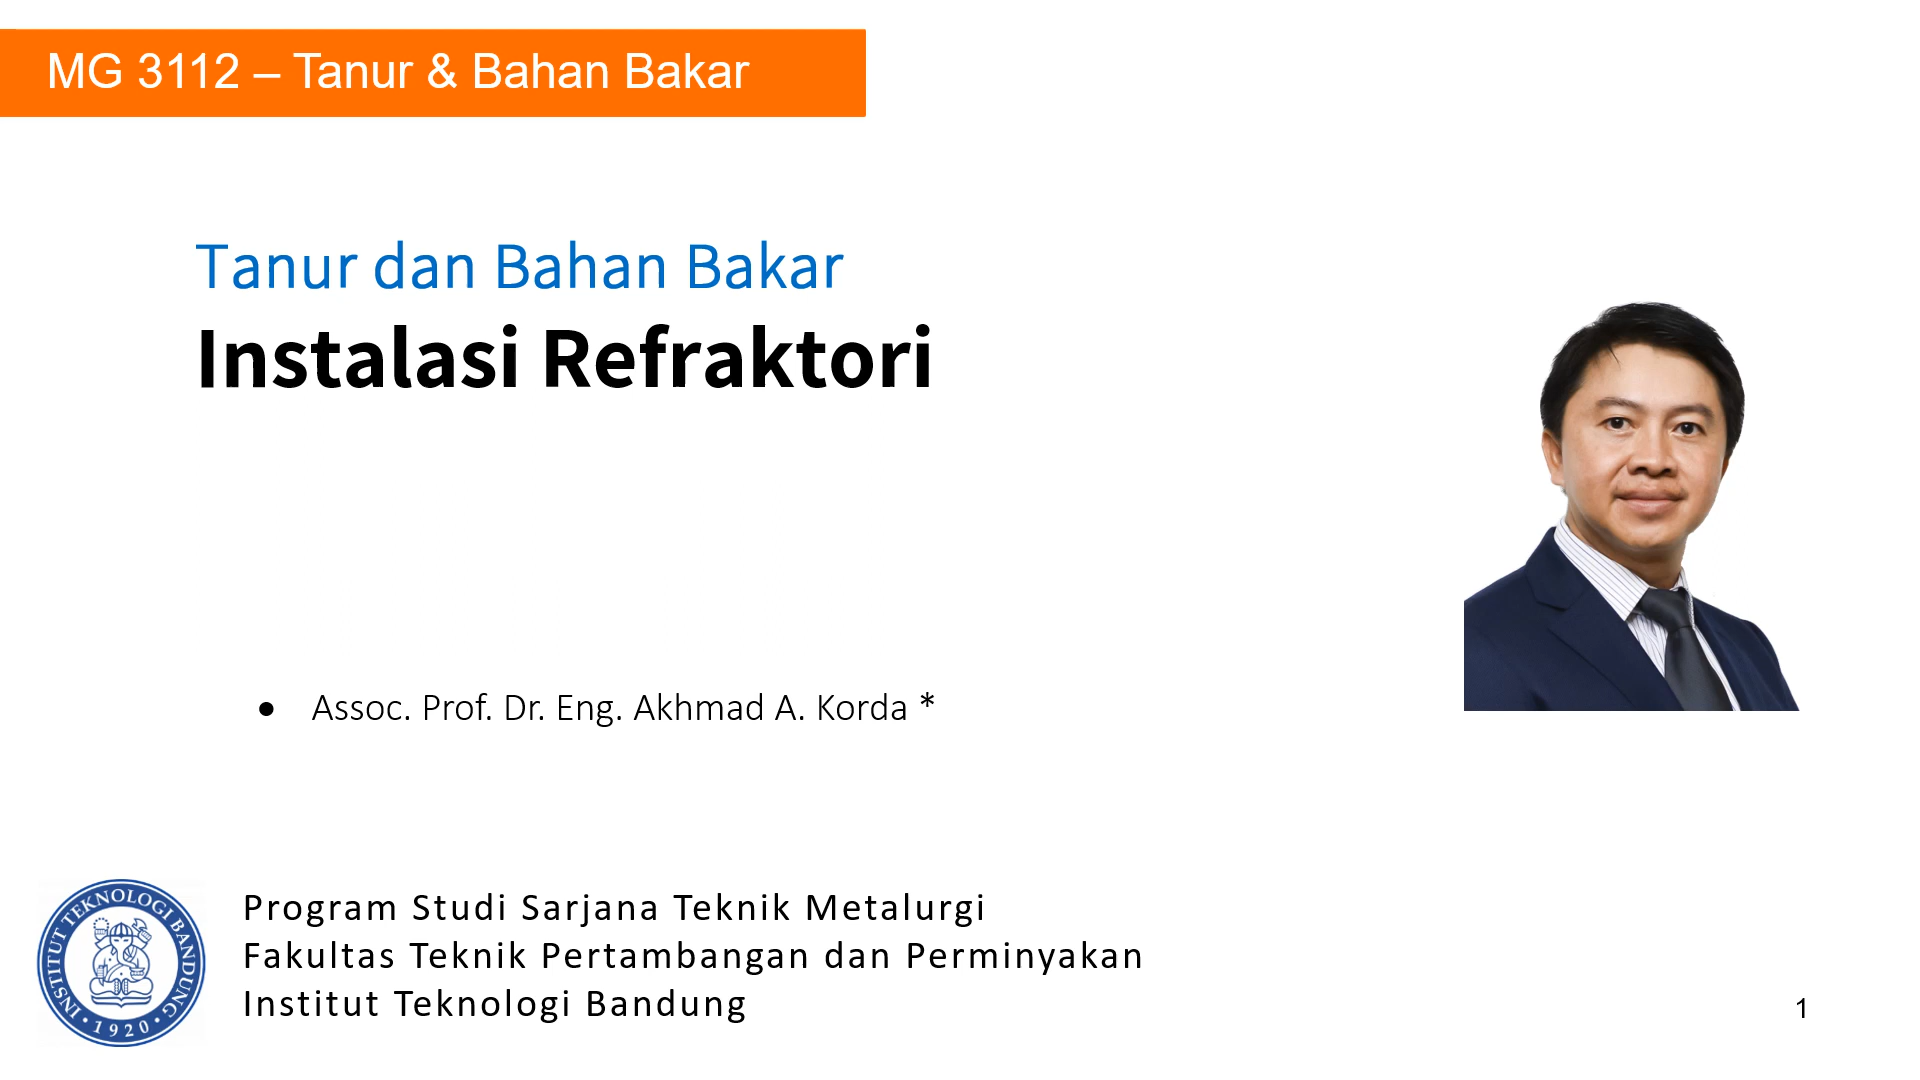 MG 3112 – Tanur & Bahan Bakar
Tanur dan Bahan Bakar
Instalasi Refraktori
• Assoc. Prof. Dr. Eng. Akhmad A. Korda *
INSTITUT TEKNOLOGI BANDUNG
• 1920 •
Program Studi Sarjana Teknik Metalurgi
Fakultas Teknik Pertambangan dan Perminyakan
Institut Teknologi Bandung
1